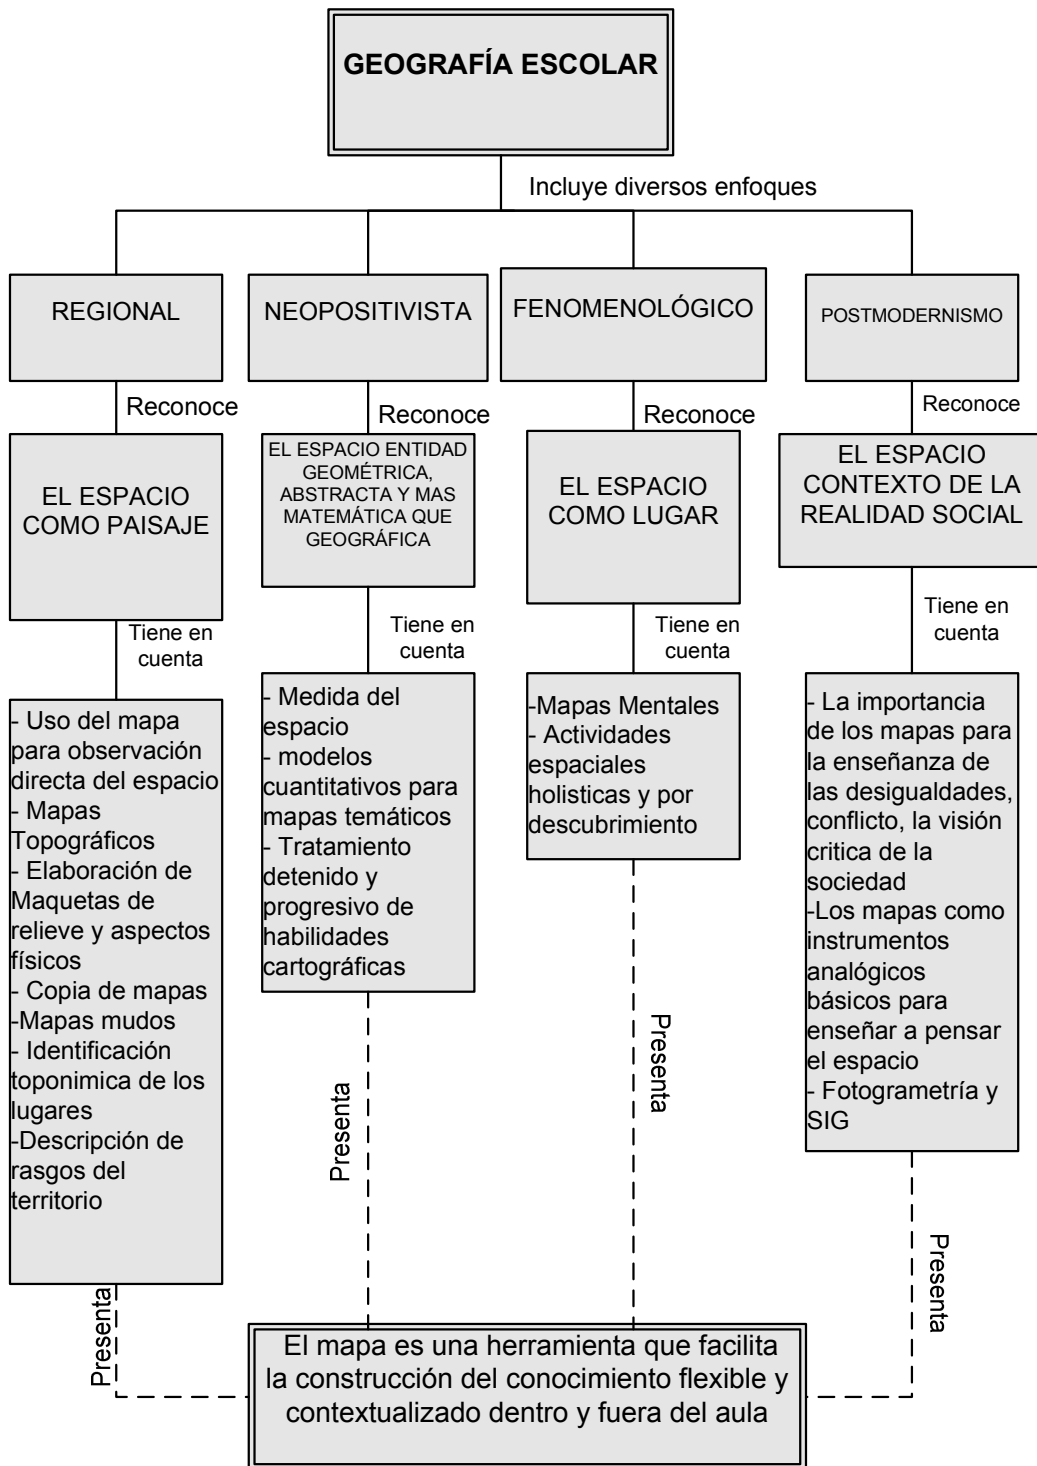 GEOGRAFÍA ESCOLAR
Incluye diversos enfoques
REGIONAL
NEOPOSITIVISTA
FENOMENOLÓGICO
POSTMODERNISMO
Reconoce
Reconoce
Reconoce
Reconoce
EL ESPACIO
COMO PAISAJE
EL ESPACIO ENTIDAD
GEOMÉTRICA,
ABSTRACTA Y MAS
MATEMÁTICA QUE
GEOGRÁFICA
EL ESPACIO
COMO LUGAR
EL ESPACIO
CONTEXTO DE LA
REALIDAD SOCIAL
Tiene en
cuenta
Tiene en
cuenta
Tiene en
cuenta
Tiene en
cuenta
- Uso del mapa
para observación
directa del espacio
- Mapas
Topográficos
- Elaboración de
Maquetas de
relieve y aspectos
físicos
- Copia de mapas
-Mapas mudos
- Identificación
toponimica de los
lugares
-Descripción de
rasgos del
territorio
- Medida del
espacio
- modelos
cuantitativos para
mapas temáticos
- Tratamiento
detenido y
progresivo de
habilidades
cartográficas
-Mapas Mentales
- Actividades
espaciales
holisticas y por
descubrimiento
- La importancia
de los mapas para
la enseñanza de
las desigualdades,
conflicto, la visión
critica de la
sociedad
-Los mapas como
instrumentos
analógicos
básicos para
enseñar a pensar
el espacio
- Fotogrametría y
SIG
Presenta
Presenta
Presenta
Presenta
El mapa es una herramienta que facilita
la construcción del conocimiento flexible y
contextualizado dentro y fuera del aula